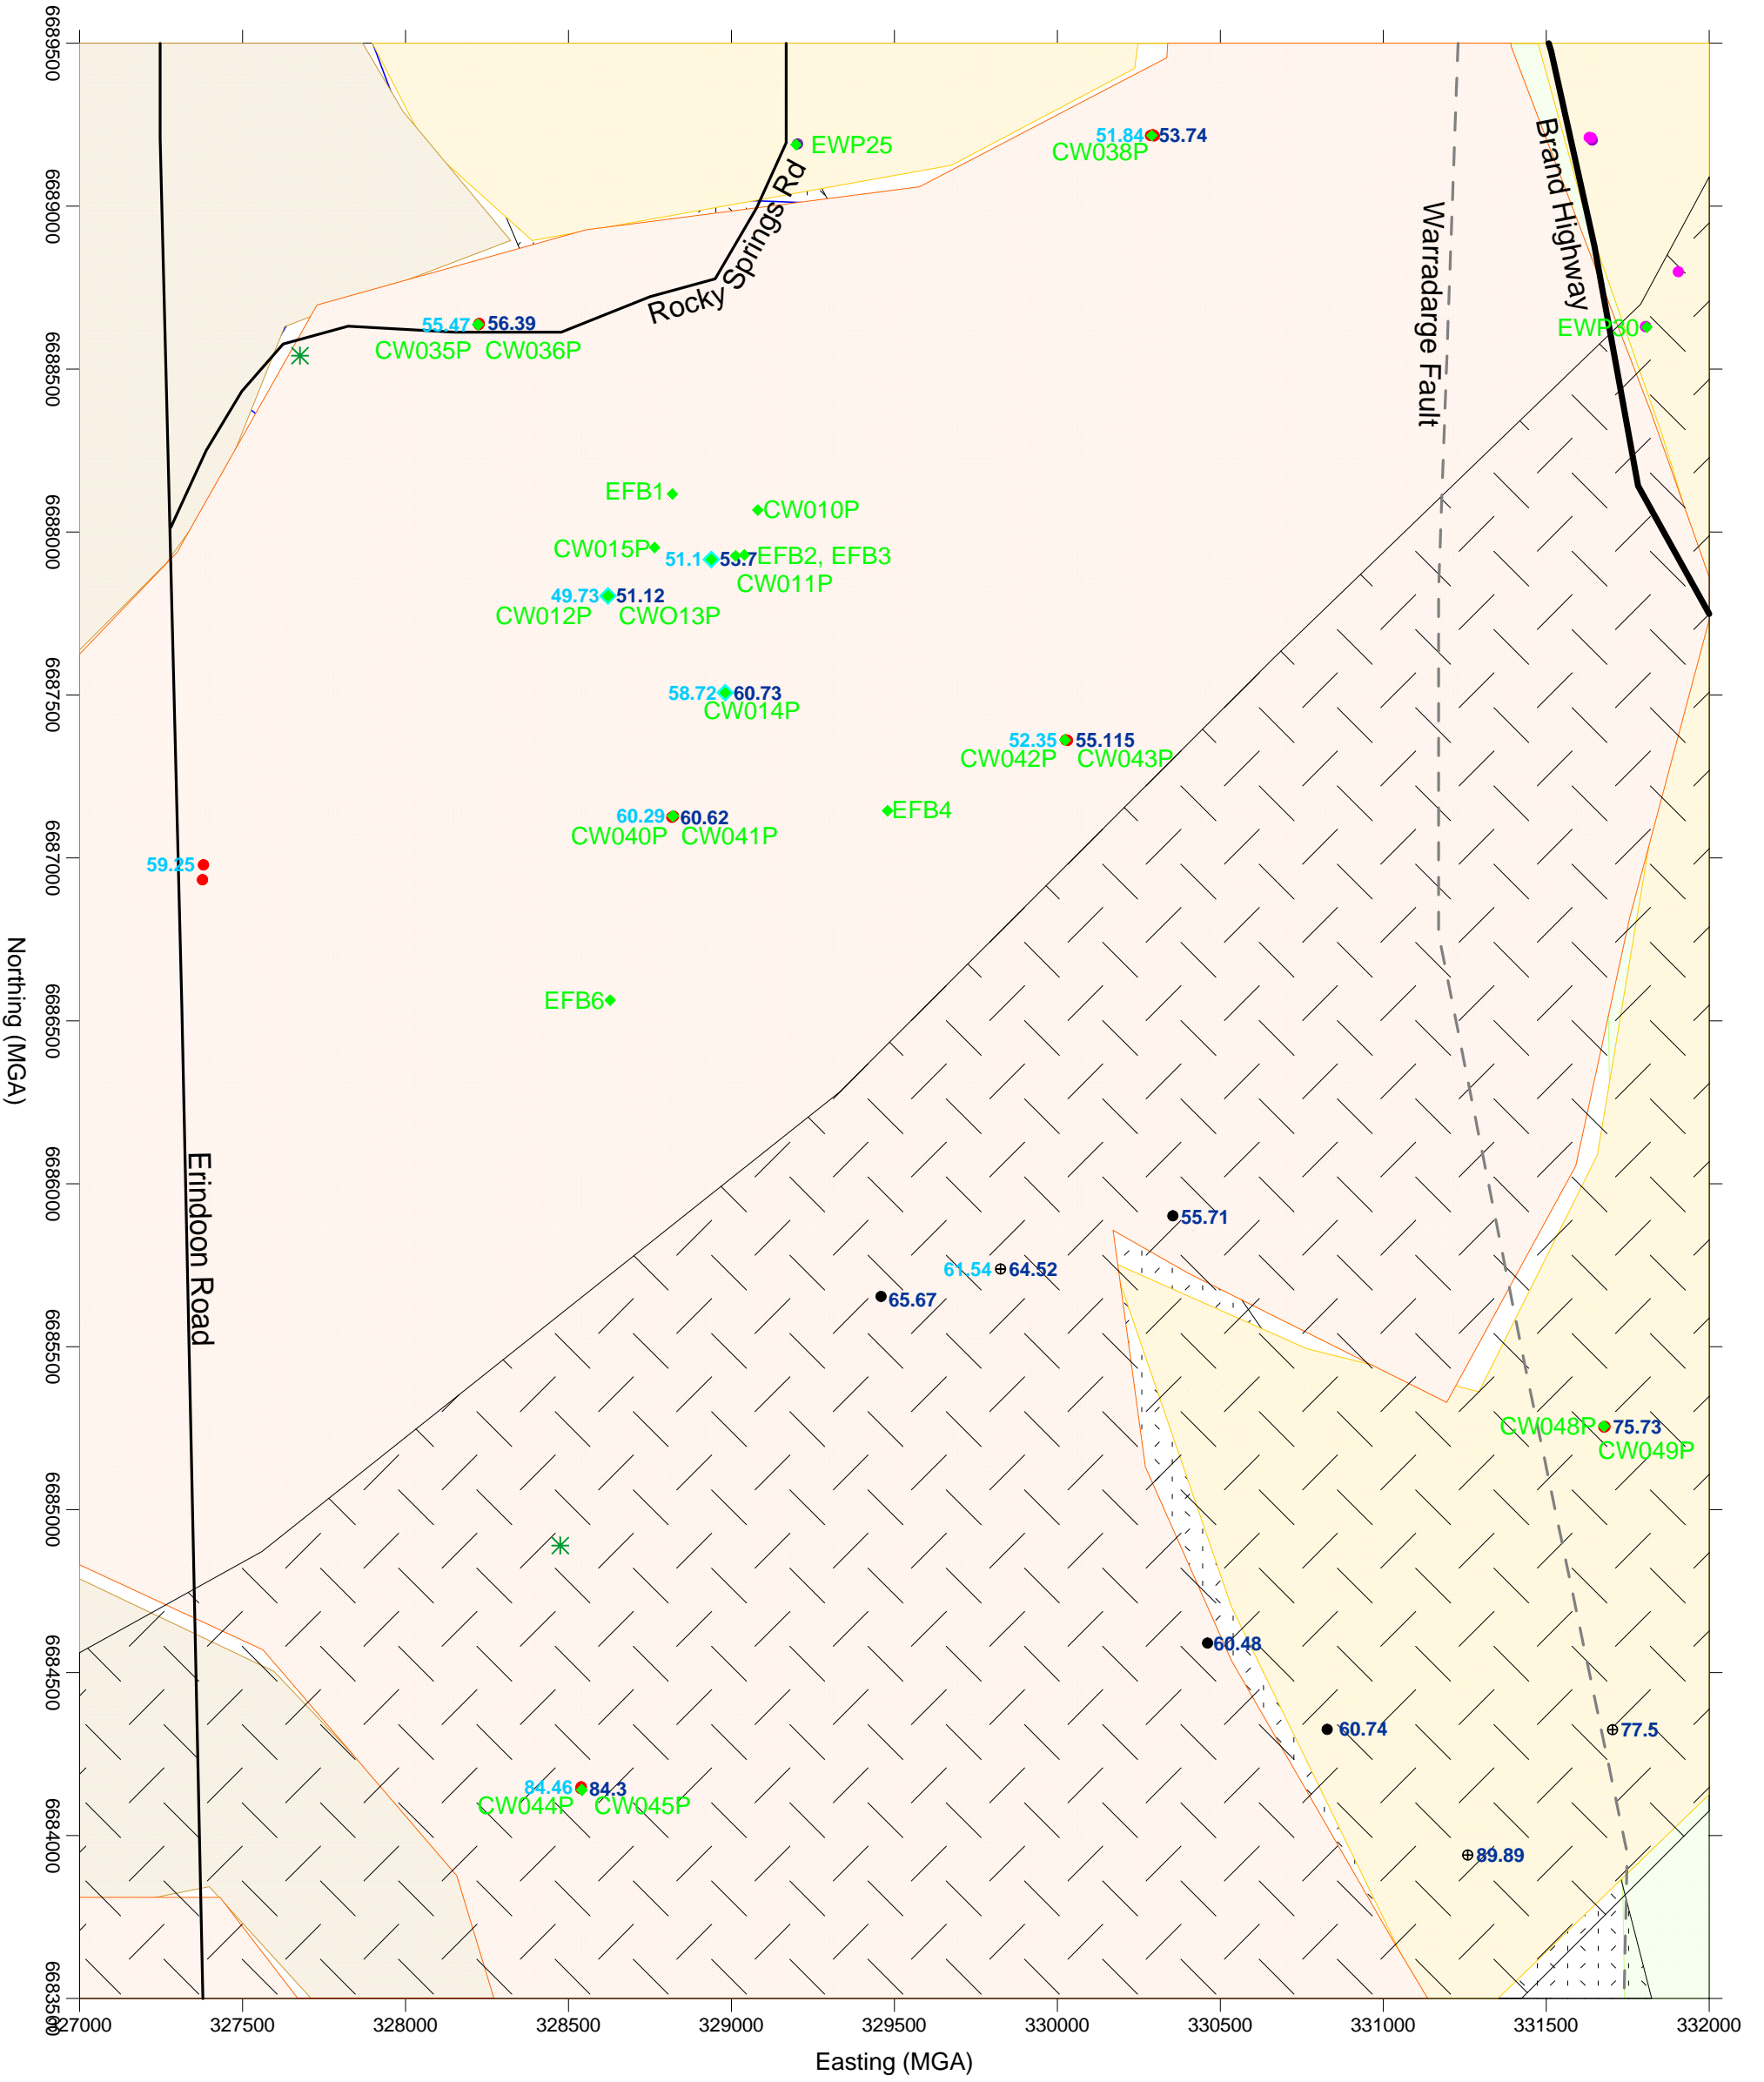 6689500
6689000
6688500
6688000
6687500
6687000
6686500
6686000
6685500
6685000
6684500
6684000
6683500
Northing (MGA)
327000
327500
328000
328500
329000
329500
330000
330500
331000
331500
332000
Easting (MGA)
EWP25
51.84 53.74
CW038P
Brand Highway
Warradarge Fault
Rocky Springs Rd
EWP30
55.47 56.39
CW035P CW036P
EFB1
CW010P
CW015P
51.1 53.7
EFB2, EFB3
CW011P
49.73 51.12
CW012P CWO13P
58.72 60.73
CW014P
52.35 55.115
CW042P CW043P
60.29 60.62
CW040P CW041P
EFB4
59.25
EFB6
Erindoon Road
55.71
61.54 64.52
65.67
CW048P 75.73
CW049P
60.48
60.74
77.5
84.46 84.3
CW044P CW045P
89.89